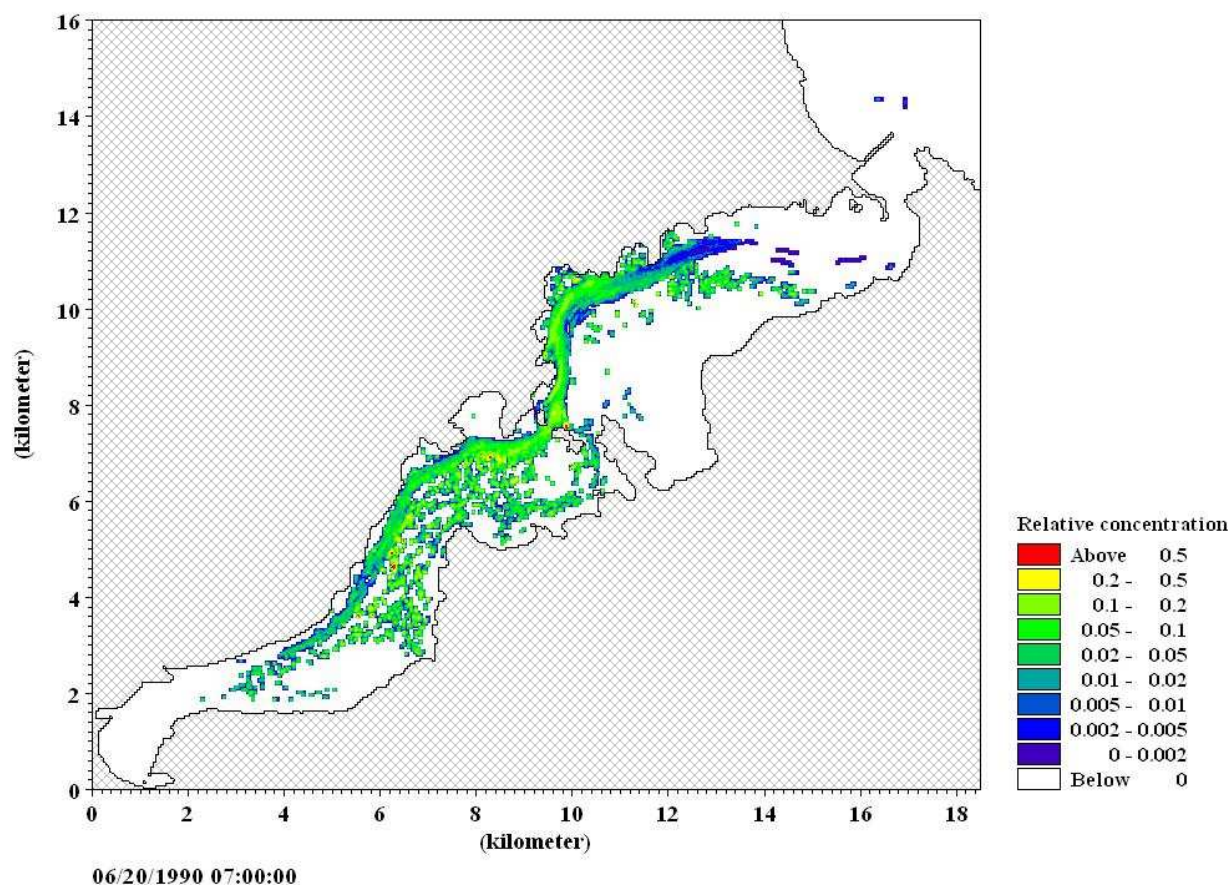 16
14
12
10
8
6
4
2
0
(kilometer)
0 2 4 6 8 10 12 14 16 18
(kilometer)
06/20/1990 07:00:00
Relative concentration
Above 0.5
0.2 - 0.5
0.1 - 0.2
0.05 - 0.1
0.02 - 0.05
0.01 - 0.02
0.005 - 0.01
0.002 - 0.005
0 - 0.002
Below 0